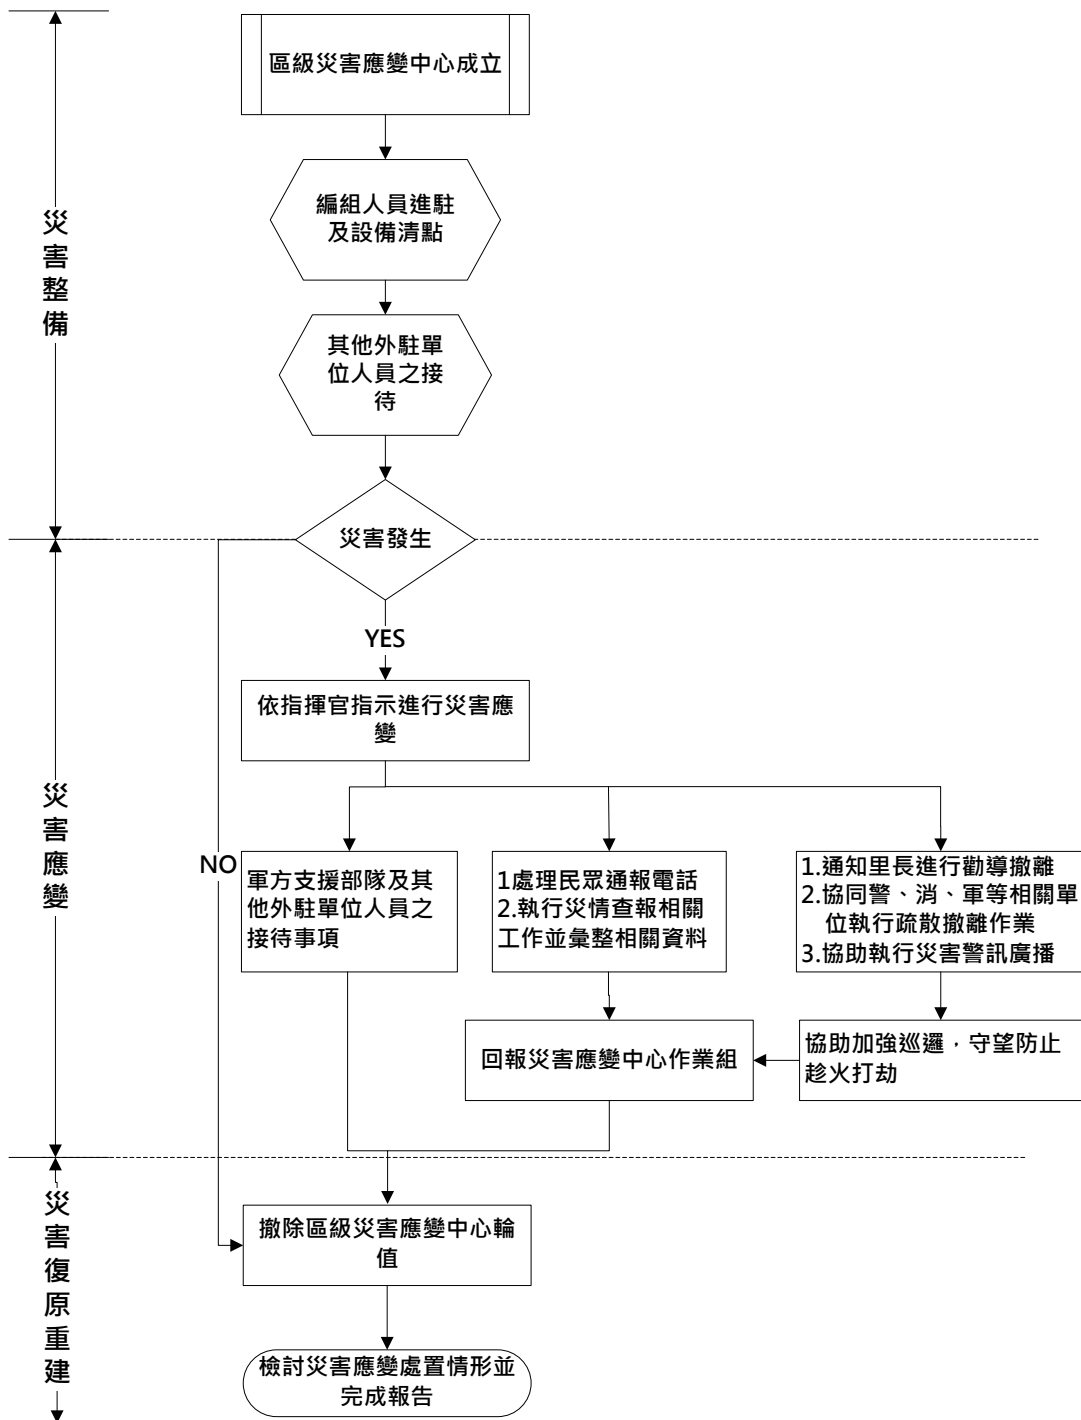 區級災害應變中心成立
編組人員進駐
及設備清點
災害整備
其他外駐單
位人員之接
待
災害發生
YES
依指揮官指示進行災害應
變
災害應變
NO
軍方支援部隊及其
他外駐單位人員之
接待事項
1處理民眾通報電話
2.執行災情查報相關
工作並彙整相關資料
1.通知里長進行勸導撤離
2.協同警、消、軍等相關單
位執行疏散撤離作業
3.協助執行災害警訊廣播
回報災害應變中心作業組
協助加強巡邏，守望防止
趁火打劫
災害復原重建
撤除區級災害應變中心輪
值
檢討災害應變處置情形並
完成報告